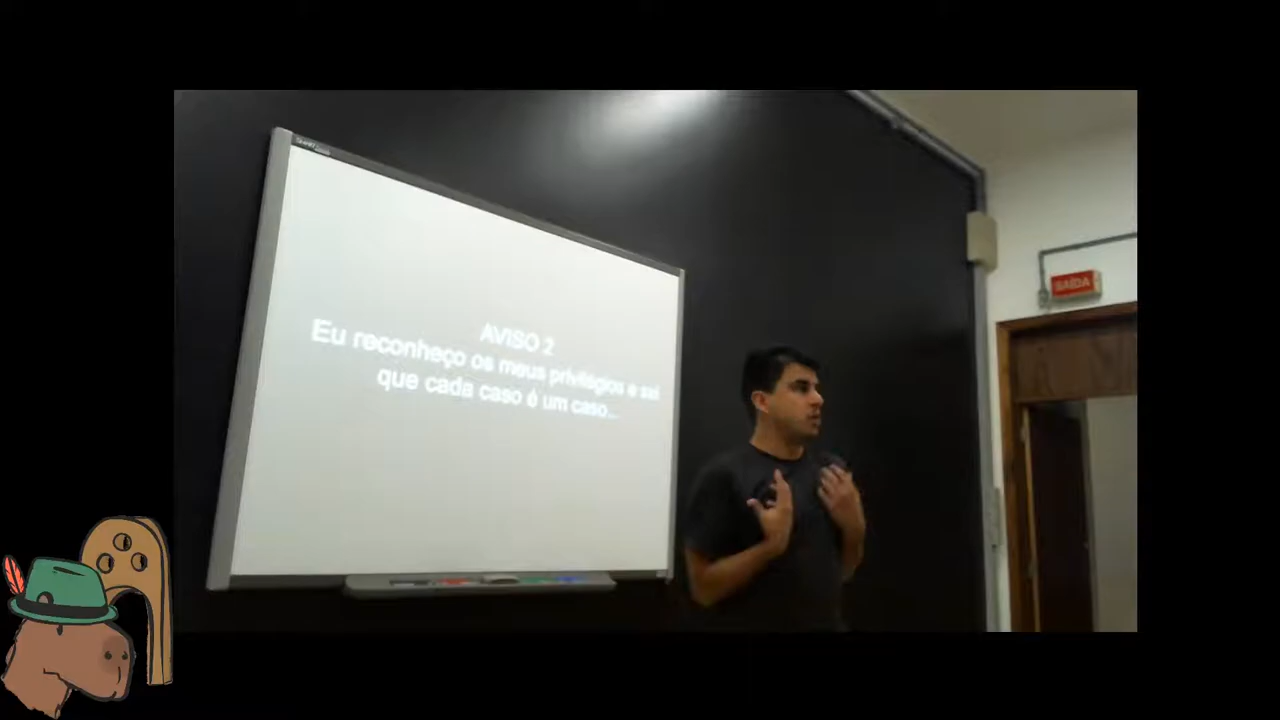 AVISO 2
Eu reconheço os meus privilégios e sei
que cada caso é um caso...
SAÍDA